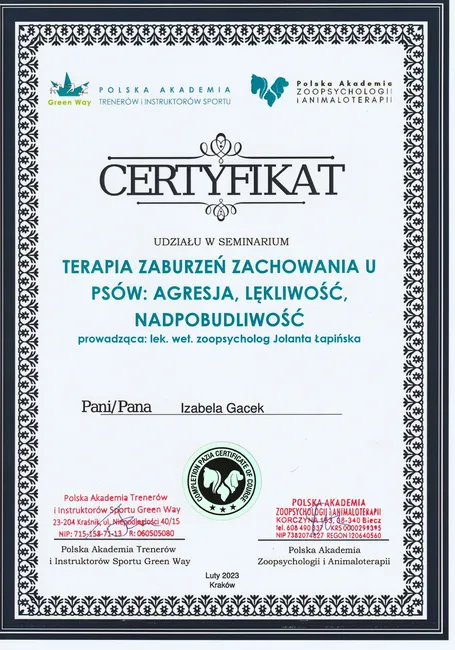 POLSKA AKADEMIA
TRENERÓW I INSTRUKTORÓW SPORTU
Green Way
Polska Akademia
ZOOPSYCHOLOGII
i ANIMALOTERAPII
CERTYFIKAT
UDZIAŁU W SEMINARIUM
TERAPIA ZABURZEŃ ZACHOWANIA U
PSÓW: AGRESJA, LĘKLIWOŚĆ,
NADPOBUDLIWOŚĆ
prowadząca: lek. wet. zoopsycholog Jolanta Łapińska
Pani/Pana Izabela Gacek
COMPLETION PAZIA CERTIFICATE OF COURSE
Polska Akademia Trenerów
i Instruktorów Sportu Green Way
23-204 Kraśnik, ul. Niepodległości 40/15
NIP: 715-158-71-13 R: 060505080
Polska Akademia Trenerów
i Instruktorów Sportu Green Way
POLSKA AKADEMIA
ZOOPSYCHOLOGII I ANIMALOTERAPII
KORCZYNA 38-340 Biecz
tel. 608 490 KRS 0000299395
NIP 7382074827 REGON 120640560
Polska Akademia
Zoopsychologii i Animaloterapii
Luty 2023
Kraków